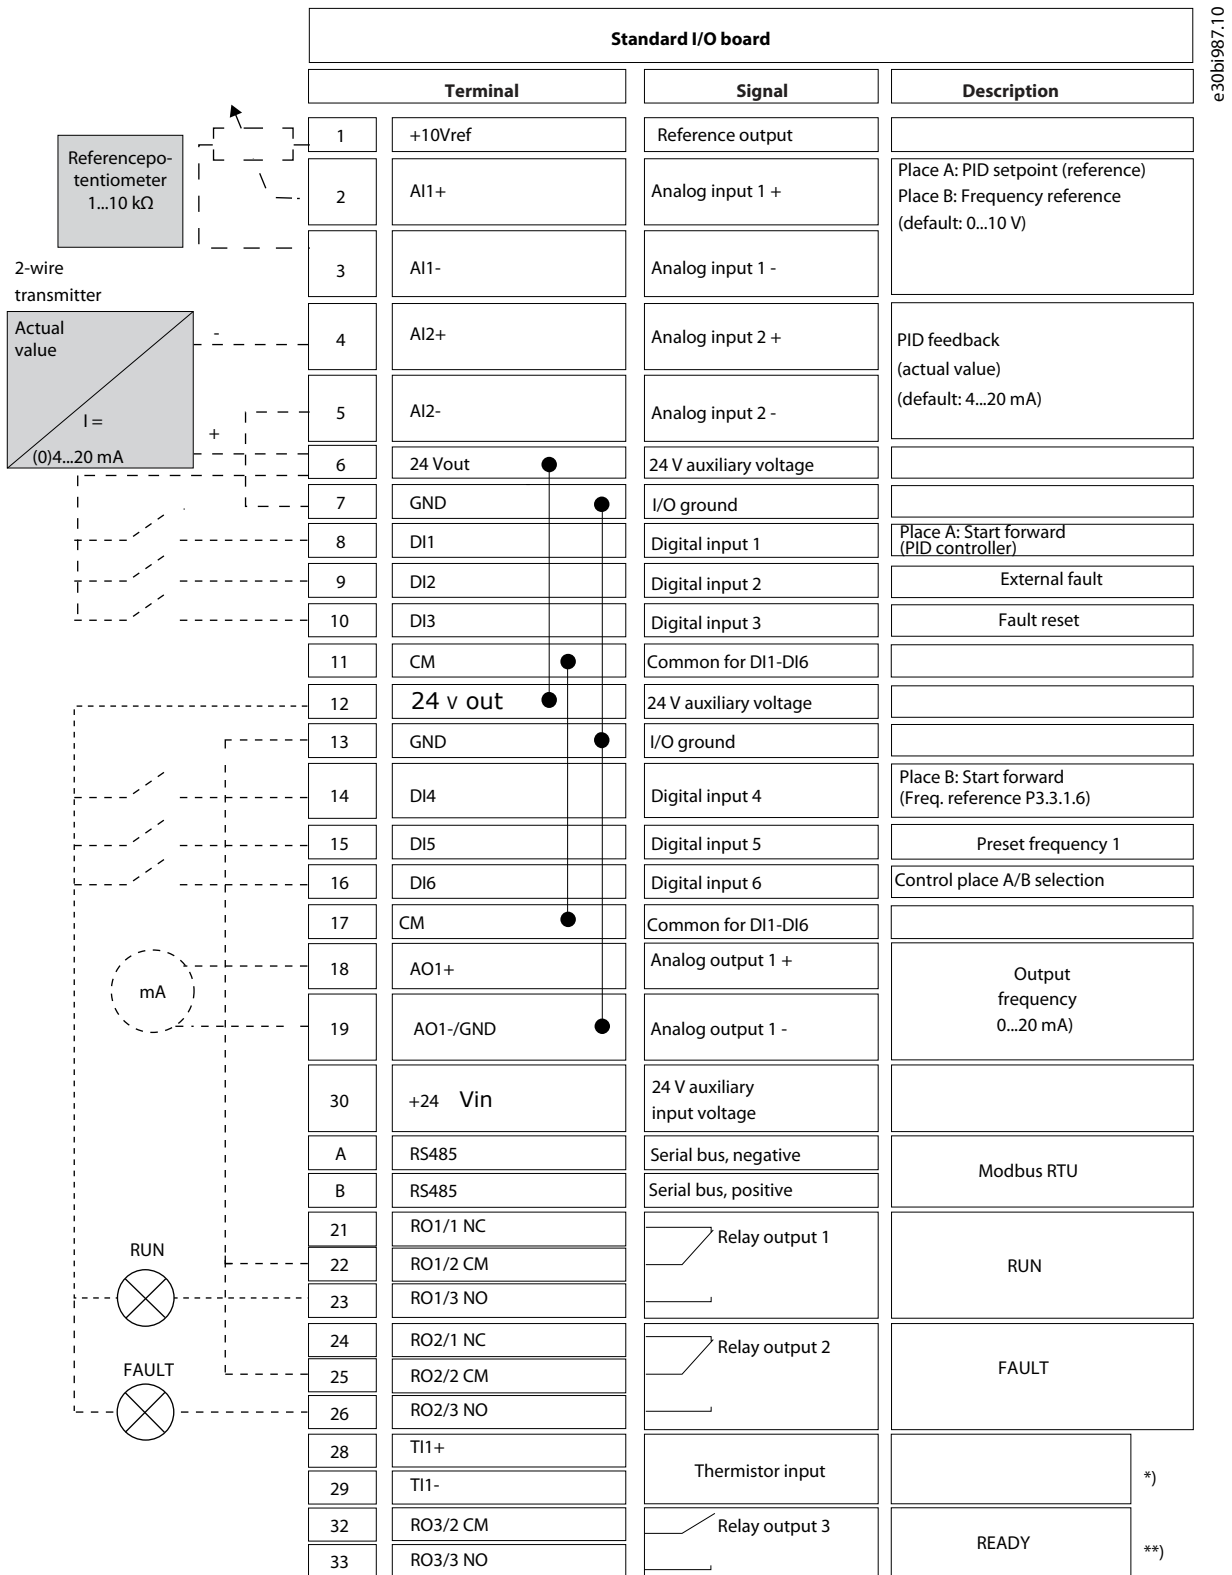 e30bi987.10
Standard I/O board
Terminal Signal Description
Referencepo-
tentiometer
1...10 kΩ
1 +10Vref Reference output
2 AI1+ Analog input 1 +
Place A: PID setpoint (reference)
Place B: Frequency reference
(default: 0...10 V)
3 AI1- Analog input 1 -
2-wire
transmitter
Actual
value
I =
(0)4...20 mA
-
+
4 AI2+ Analog input 2 +
PID feedback
(actual value)
(default: 4...20 mA)
5 AI2- Analog input 2 -
6 24 Vout 24 V auxiliary voltage
7 GND I/O ground
8 DI1 Digital input 1
Place A: Start forward
(PID controller)
9 DI2 Digital input 2 External fault
10 DI3 Digital input 3 Fault reset
11 CM Common for DI1-DI6
12 24 v out 24 V auxiliary voltage
13 GND I/O ground
14 DI4 Digital input 4
Place B: Start forward
(Freq. reference P3.3.1.6)
15 DI5 Digital input 5 Preset frequency 1
16 DI6 Digital input 6 Control place A/B selection
17 CM Common for DI1-DI6
mA
18 AO1+ Analog output 1 +
Output
frequency
0...20 mA)
19 AO1-/GND Analog output 1 -
30 +24 Vin
24 V auxiliary
input voltage
A RS485 Serial bus, negative
Modbus RTU
B RS485 Serial bus, positive
21 RO1/1 NC Relay output 1
RUN
22 RO1/2 CM RUN
23 RO1/3 NO
24 RO2/1 NC Relay output 2
FAULT
25 RO2/2 CM FAULT
26 RO2/3 NO
28 TI1+
Thermistor input *)
29 TI1-
32 RO3/2 CM Relay output 3
READY **)
33 RO3/3 NO